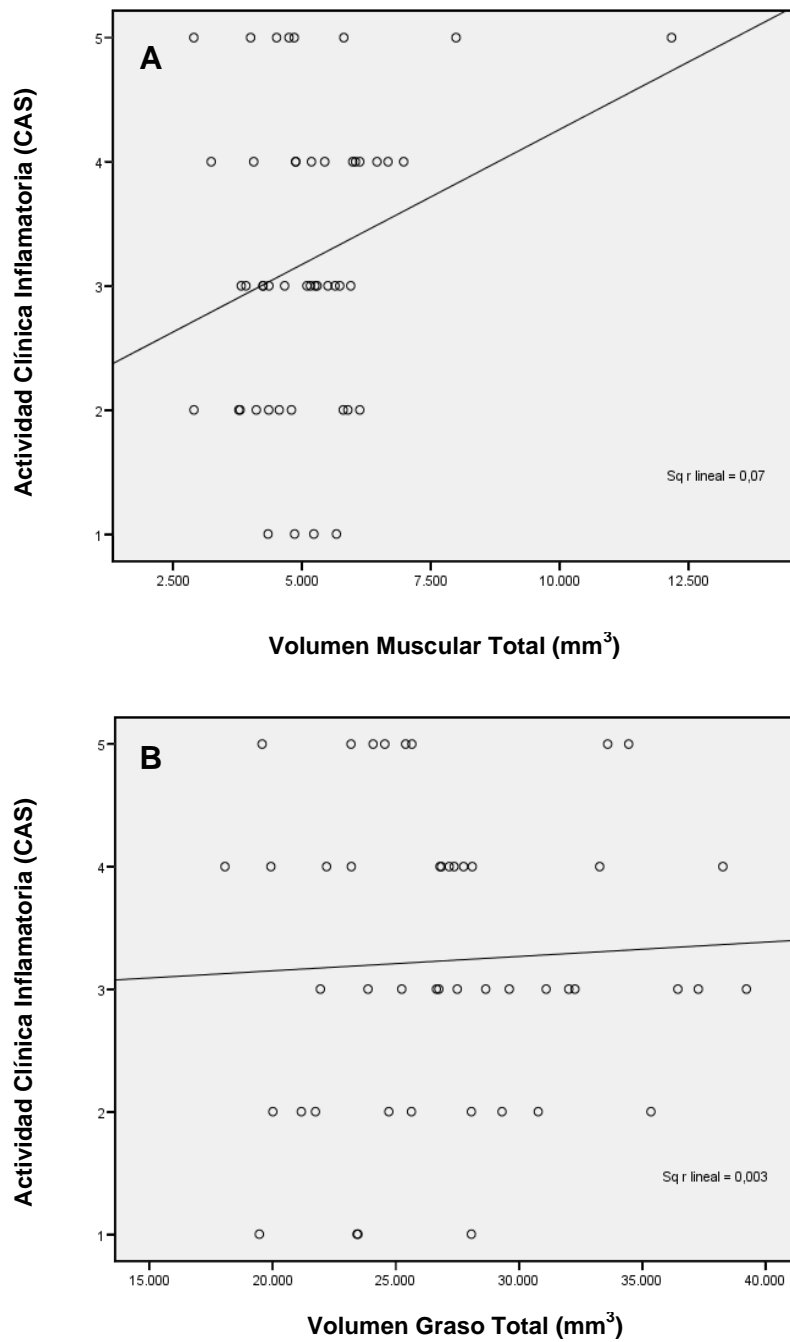 A
Actividad Clínica Inflamatoria (CAS)
5
4
3
2
1
Sq r lineal = 0,07
2.500 5.000 7.500 10.000 12.500
Volumen Muscular Total (mm³)
B
Actividad Clínica Inflamatoria (CAS)
5
4
3
2
1
Sq r lineal = 0,003
15.000 20.000 25.000 30.000 35.000 40.000
Volumen Graso Total (mm³)